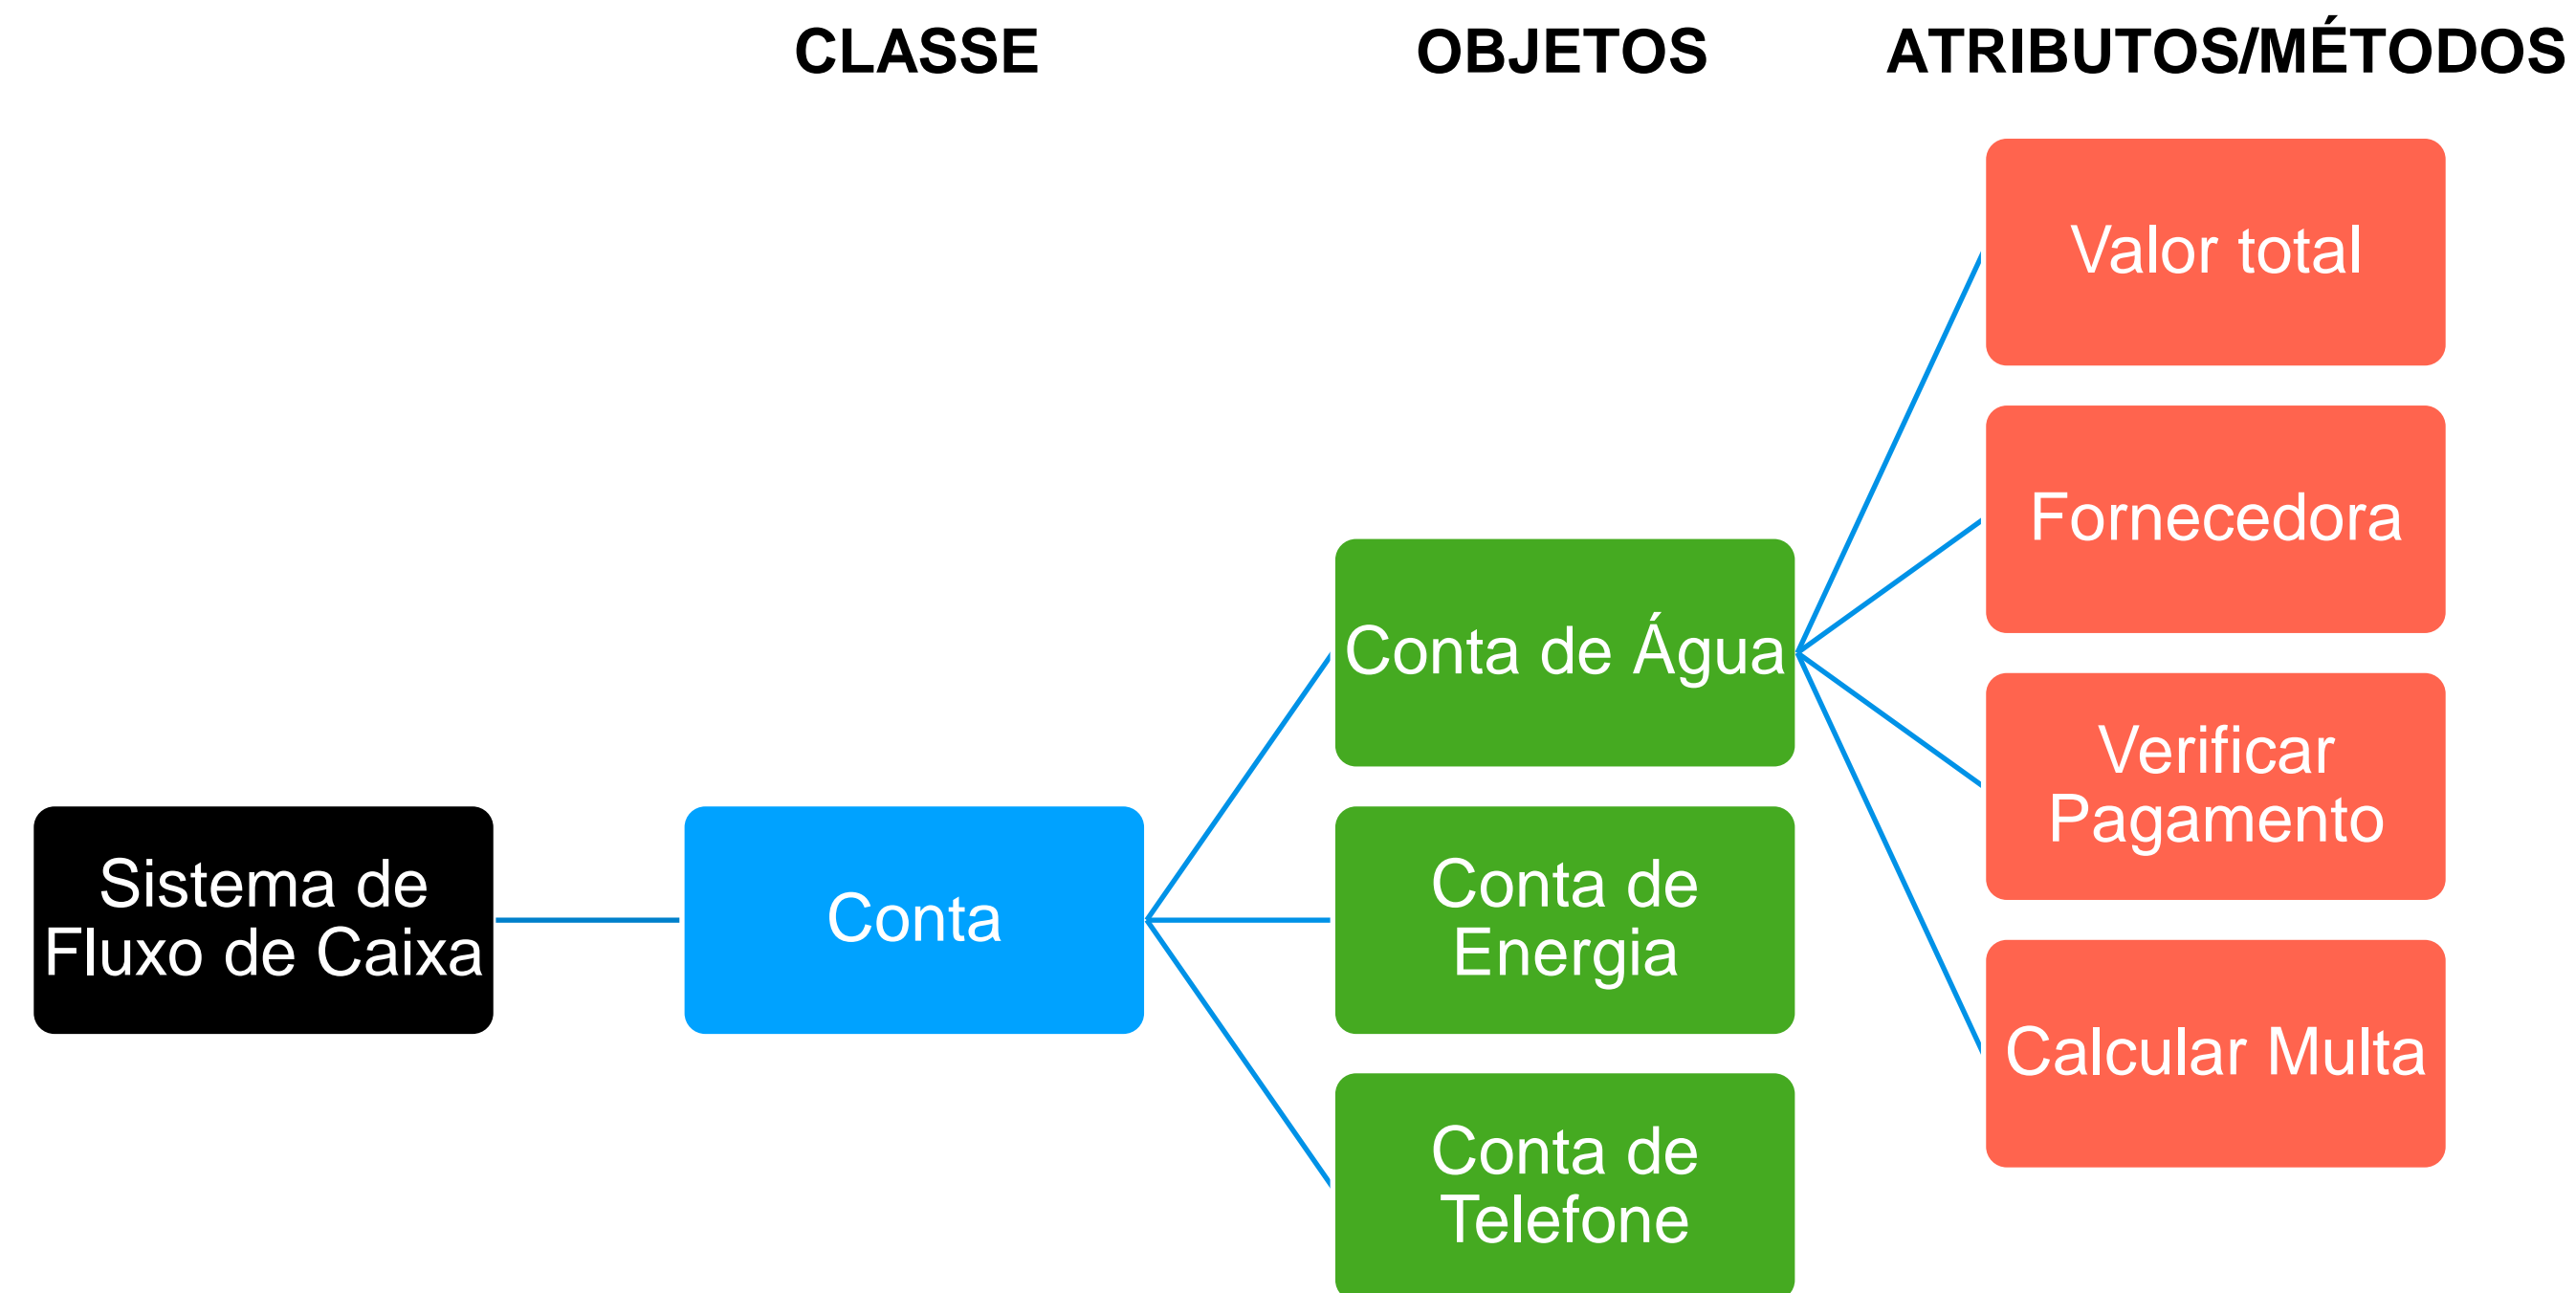 CLASSE
OBJETOS
ATRIBUTOS/MÉTODOS
Sistema de
Fluxo de Caixa
Conta
Conta de Água
Conta de
Energia
Conta de
Telefone
Valor total
Fornecedora
Verificar
Pagamento
Calcular Multa